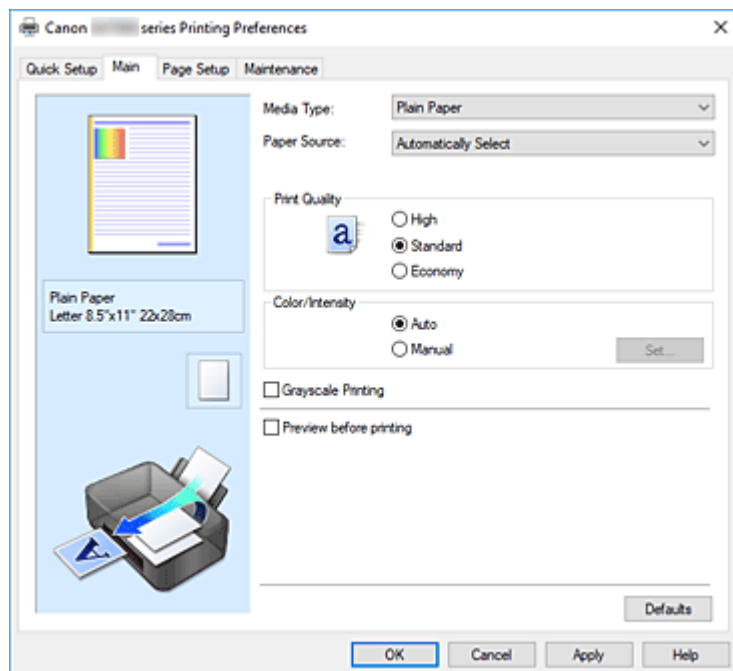 Canon series Printing Preferences
Quick Setup Main Page Setup Maintenance
Media Type: Plain Paper
Paper Source: Automatically Select
Print Quality
a
High
Standard
Economy
Plain Paper
Letter 8.5"x11" 22x28cm
Color/Intensity
Auto
Manual
Set...
Grayscale Printing
Preview before printing
A
Defaults
OK Cancel Apply Help